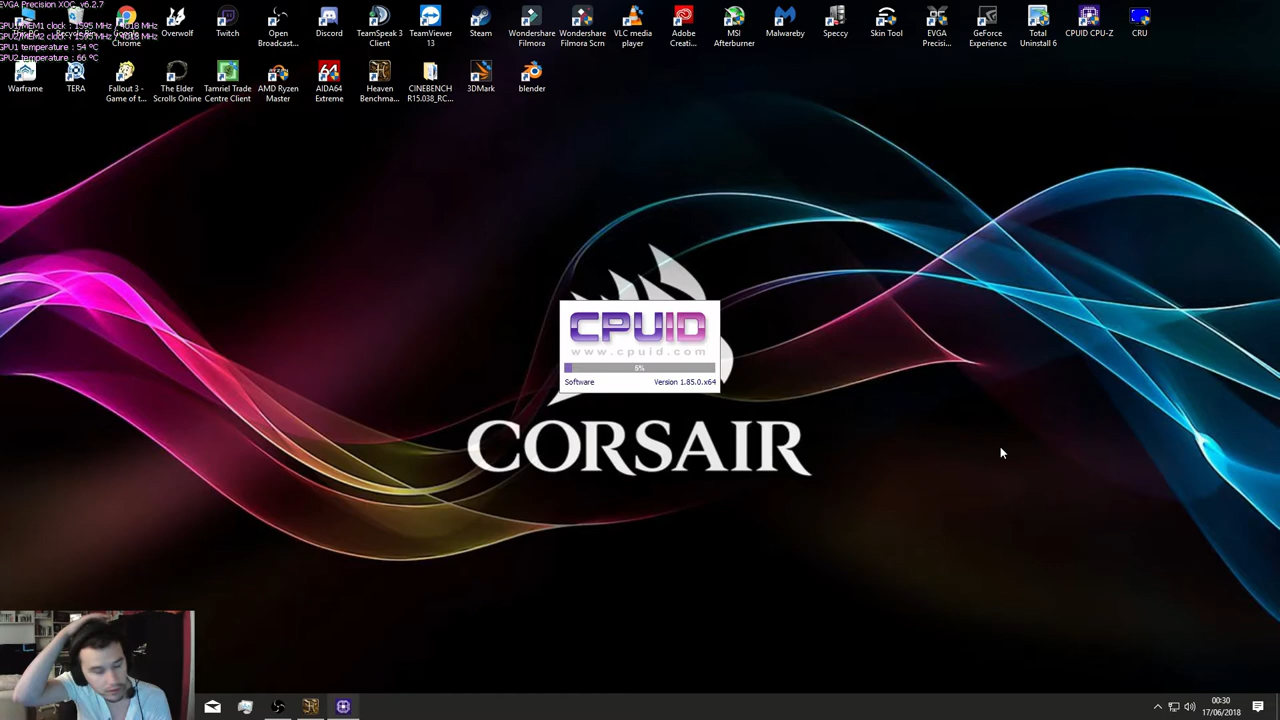 EVGA Precision XOC_v6.2.7
GPU1 temperature : 54 °C
GPU2 temperature : 66 °C
Chrome
Overwolf
Twitch
Open Broadcast...
Discord
TeamSpeak 3 Client
TeamViewer 13
Steam
Wondershare Filmora
Wondershare Filmora Scrn
VLC media player
Adobe Creati...
MSI Afterburner
Malwareby...
Speccy
Skin Tool
EVGA Precisi...
GeForce Experience
Total Uninstall 6
CPUID CPU-Z
CRU
Warframe
TERA
Fallout 3 - Game of t...
The Elder Scrolls Online
Tamriel Trade Centre Client
AMD Ryzen Master
AIDA64 Extreme
Heaven Benchma...
CINEBENCH R15.038_RC...
3DMark
blender
64
CPUID
www.cpuid.com
5%
Software
Version 1.85.0.x64
CORSAIR
00:30
17/06/2018